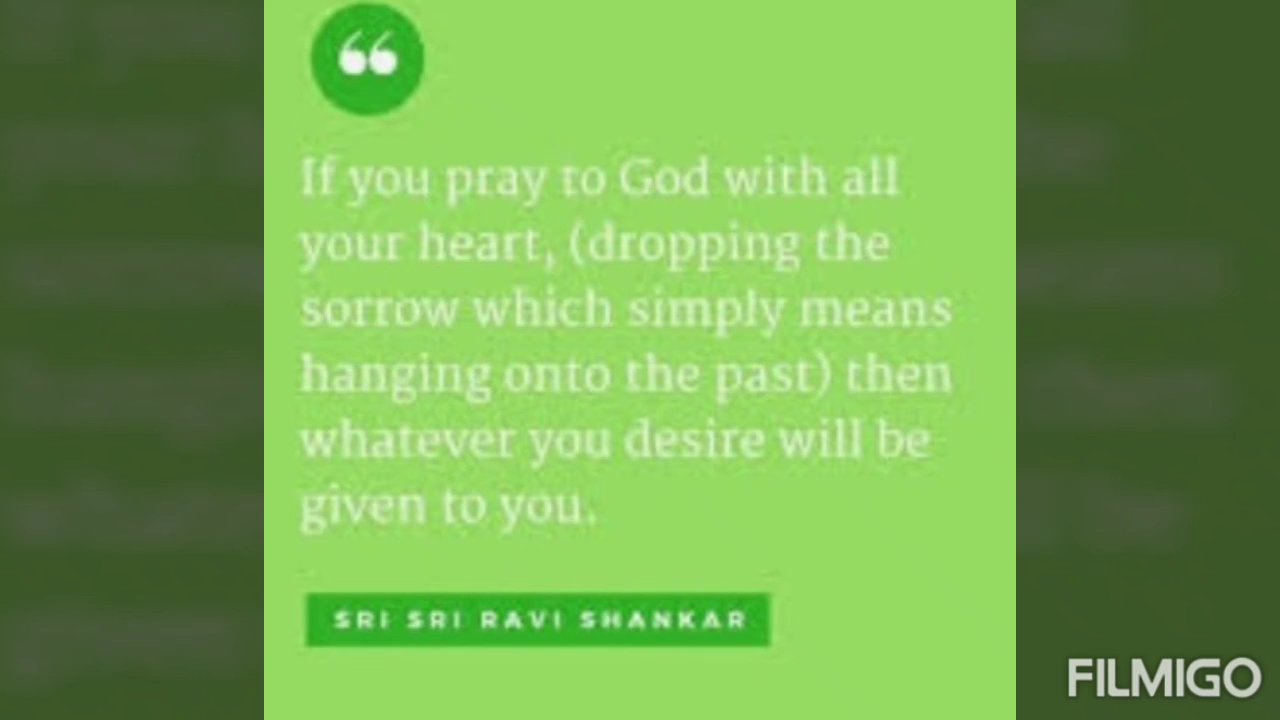 If you pray to God with all
your heart, (dropping the
sorrow which simply means
hanging onto the past) then
whatever you desire will be
given to you.
SRI SRI RAVI SHANKAR
FILMIGO